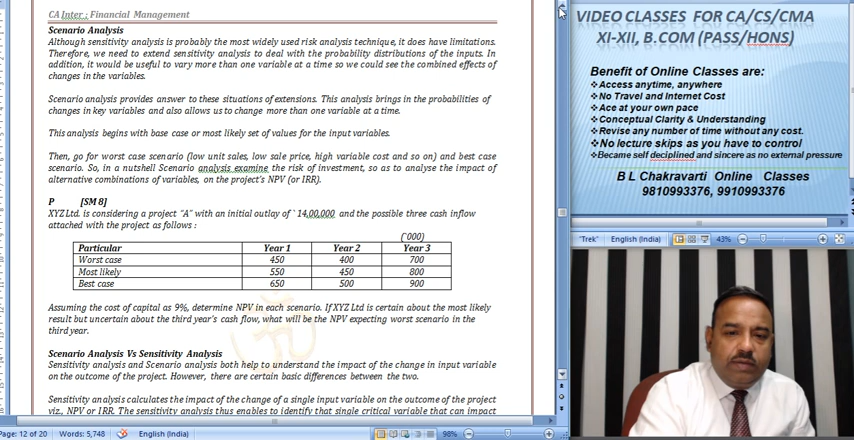 CA Inter : Financial Management
Scenario Analysis
Although sensitivity analysis is probably the most widely used risk analysis technique, it does have limitations.
Therefore, we need to extend sensitivity analysis to deal with the probability distributions of the inputs. In
addition, it would be useful to vary more than one variable at a time so we could see the combined effects of
changes in the variables.
Scenario analysis provides answer to these situations of extensions. This analysis brings in the probabilities of
changes in key variables and also allows us to change more than one variable at a time.
This analysis begins with base case or most likely set of values for the input variables.
Then, go for worst case scenario (low unit sales, low sale price, high variable cost and so on) and best case
scenario. So, in a nutshell Scenario analysis examine the risk of investment, so as to analyse the impact of
alternative combinations of variables, on the project's NPV (or IRR).
P [SM 8]
XYZ Ltd. is considering a project "A" with an initial outlay of ` 14,00,000 and the possible three cash inflow
attached with the project as follows :
(`000)
Particular Year 1 Year 2 Year 3
Worst case 450 400 700
Most likely 550 450 800
Best case 650 500 900
Assuming the cost of capital as 9%, determine NPV in each scenario. If XYZ Ltd is certain about the most likely
result but uncertain about the third year's cash flow, what will be the NPV expecting worst scenario in the
third year.
Scenario Analysis Vs Sensitivity Analysis
Sensitivity analysis and Scenario analysis both help to understand the impact of the change in input variable
on the outcome of the project. However, there are certain basic differences between the two.
Sensitivity analysis calculates the impact of the change of a single input variable on the outcome of the project
viz., NPV or IRR. The sensitivity analysis thus enables to identify that single critical variable that can impact
Page: 12 of 20 Words: 5,748 English (India) 98%
VIDEO CLASSES FOR CA/CS/CMA
XI-XII, B.COM (PASS/HONS)
Benefit of Online Classes are:
❖Access anytime, anywhere
❖No Travel and Internet Cost
❖Ace at your own pace
❖Conceptual Clarity & Understanding
❖Revise any number of time without any cost.
❖No lecture skips as you have to control
❖Became self deciplined and sincere as no external pressure
B L Chakravarti Online Classes
9810993376, 9910993376
"Trek" English (India) 43%